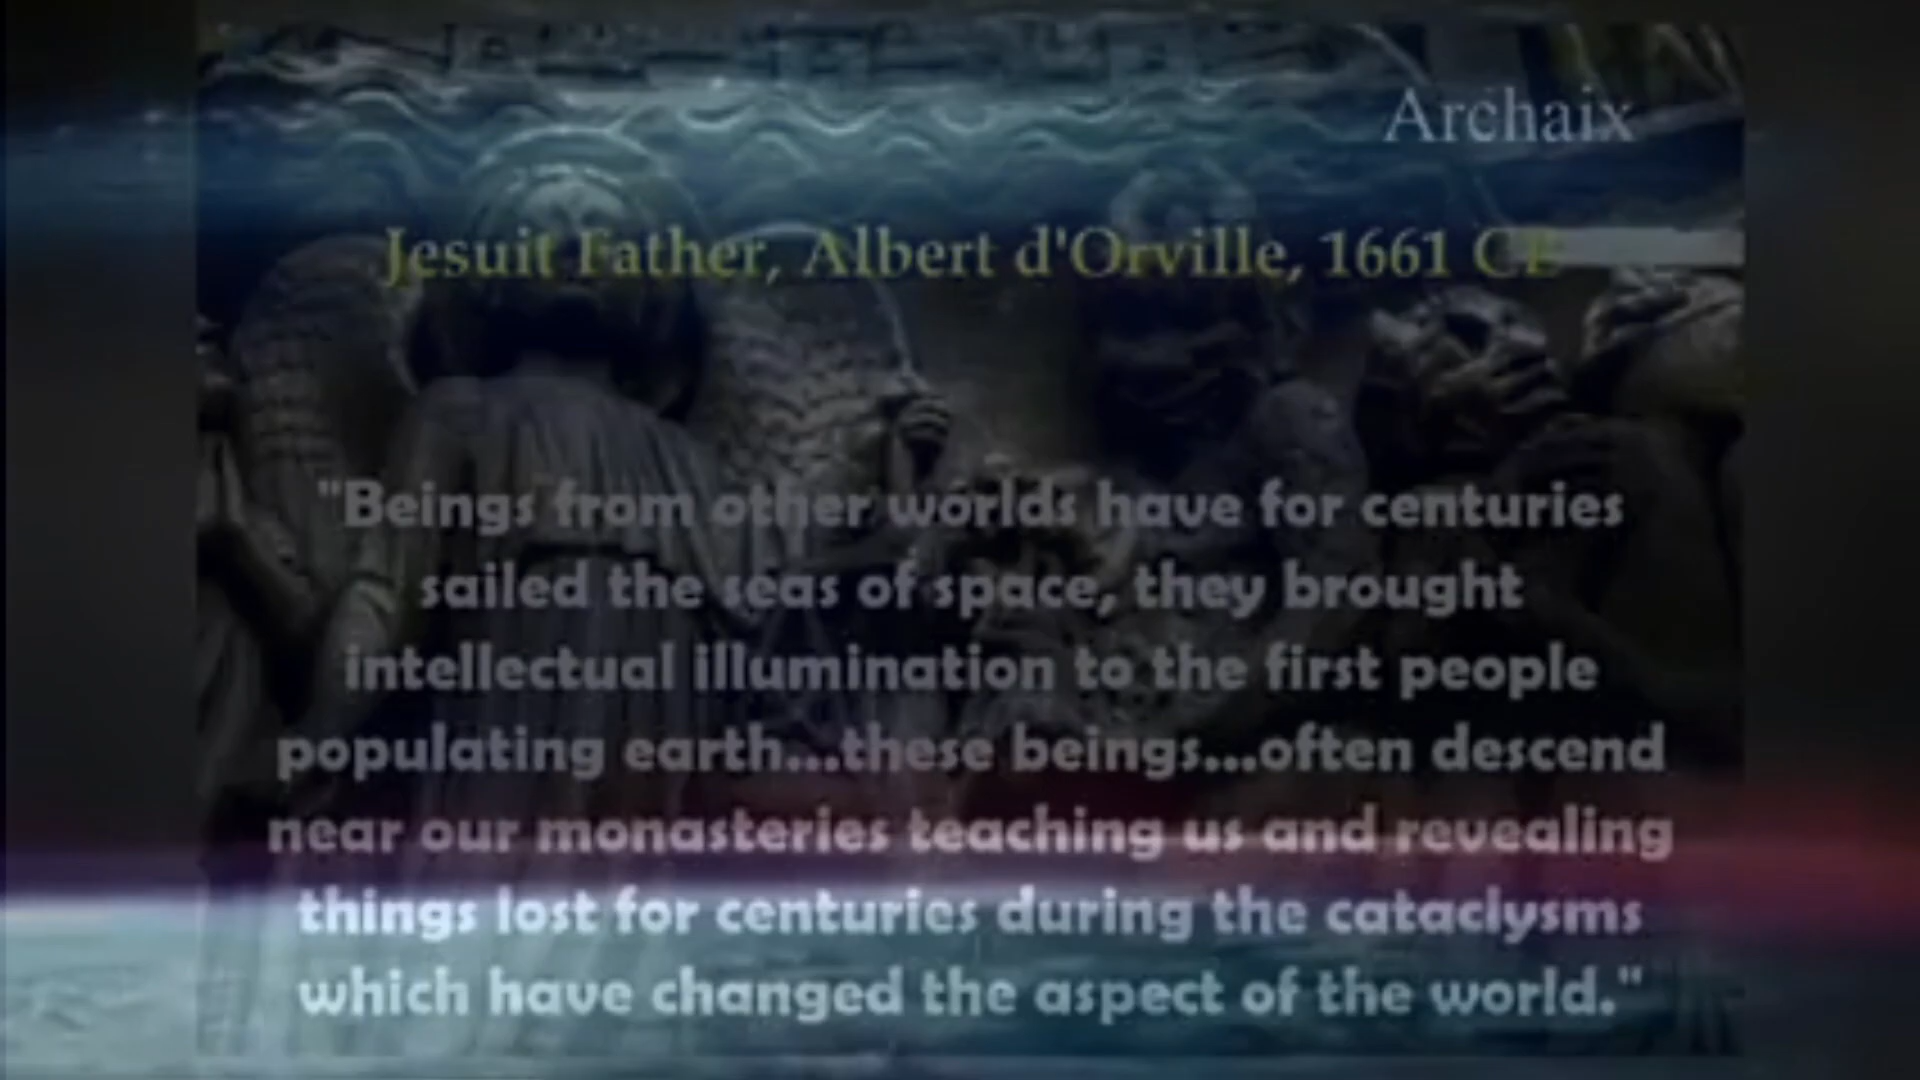 Archaix
Jesuit Father, Albert d'Orville, 1661 CE
"Beings from other worlds have for centuries
sailed the seas of space, they brought
intellectual illumination to the first people
populating earth...these beings...often descend
near our monasteries teaching us and revealing
things lost for centuries during the cataclysms
which have changed the aspect of the world."